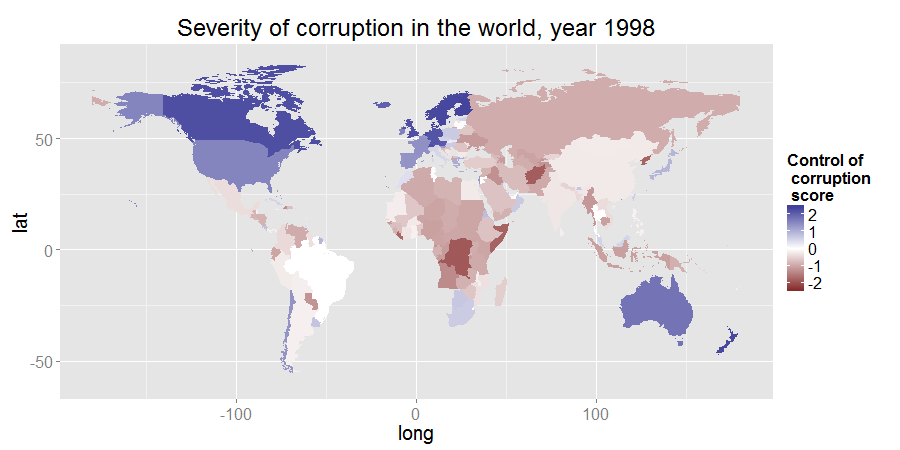 Severity of corruption in the world, year 1998
lat
50
0
-50
-100
0
100
long
Control of
corruption
score
2
1
0
-1
-2